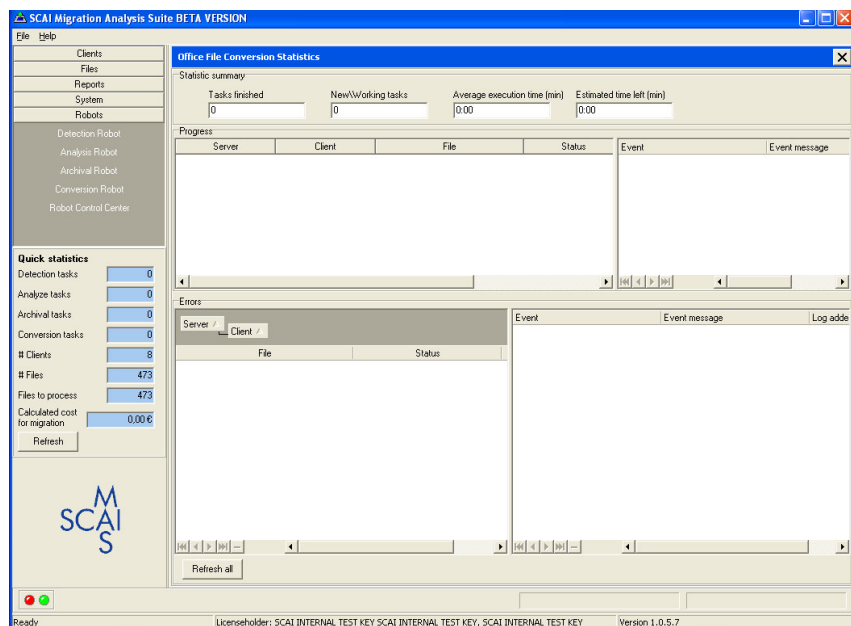 SCAI Migration Analysis Suite BETA VERSION
File Help
Clients
Files
Reports
System
Robots
Detection Robot
Analysis Robot
Archival Robot
Conversion Robot
Robot Control Center
Quick statistics
Detection tasks 0
Analyze tasks 0
Archival tasks 0
Conversion tasks 0
# Clients 8
# Files 473
Files to process 473
Calculated cost
for migration 0,00 €
Refresh
M
SCAI
S
Office File Conversion Statistics
Statistic summary
Tasks finished New\Working tasks Average execution time (min) Estimated time left (min)
0 0 0:00 0:00
Progress
Server Client File Status Event Event message
Errors
Server Client
File Status
Event Event message Log adde
Refresh all
Ready Licenseholder: SCAI INTERNAL TEST KEY SCAI INTERNAL TEST KEY, SCAI INTERNAL TEST KEY Version 1.0.5.7